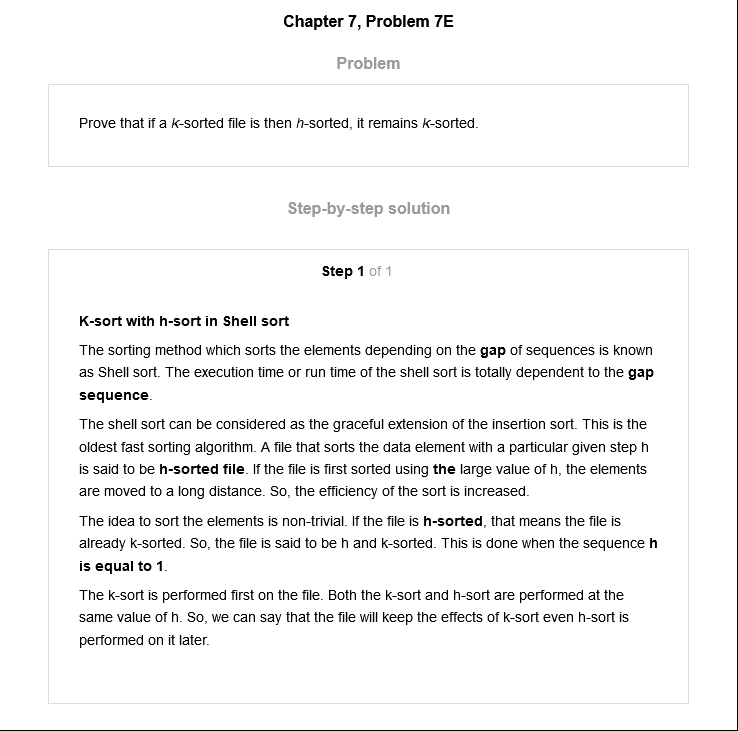 Chapter 7, Problem 7E
Problem
Prove that if a k-sorted file is then h-sorted, it remains k-sorted.
Step-by-step solution
Step 1 of 1
K-sort with h-sort in Shell sort
The sorting method which sorts the elements depending on the gap of sequences is known
as Shell sort. The execution time or run time of the shell sort is totally dependent to the gap
sequence.
The shell sort can be considered as the graceful extension of the insertion sort. This is the
oldest fast sorting algorithm. A file that sorts the data element with a particular given step h
is said to be h-sorted file. If the file is first sorted using the large value of h, the elements
are moved to a long distance. So, the efficiency of the sort is increased.
The idea to sort the elements is non-trivial. If the file is h-sorted, that means the file is
already k-sorted. So, the file is said to be h and k-sorted. This is done when the sequence h
is equal to 1.
The k-sort is performed first on the file. Both the k-sort and h-sort are performed at the
same value of h. So, we can say that the file will keep the effects of k-sort even h-sort is
performed on it later.